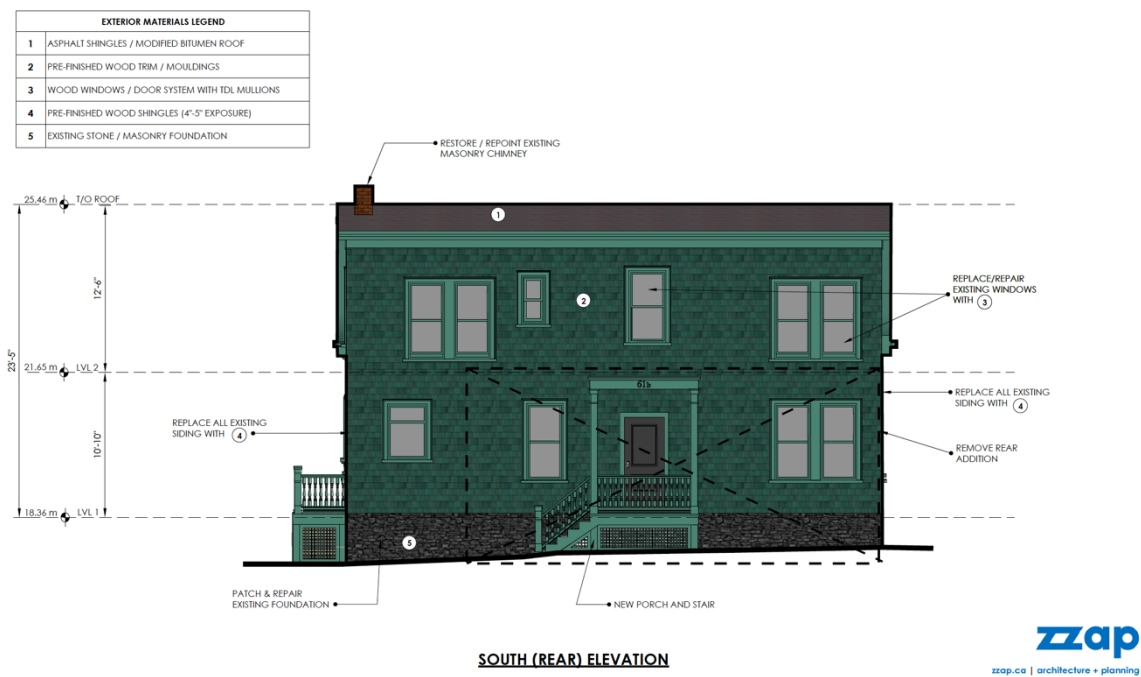 EXTERIOR MATERIALS LEGEND
1 ASPHALT SHINGLES / MODIFIED BITUMEN ROOF
2 PRE-FINISHED WOOD TRIM / MOULDINGS
3 WOOD WINDOWS / DOOR SYSTEM WITH TDL MULLIONS
4 PRE-FINISHED WOOD SHINGLES (4"-5" EXPOSURE)
5 EXISTING STONE / MASONRY FOUNDATION
RESTORE / REPOINT EXISTING
MASONRY CHIMNEY
25.46 m T/O ROOF
1
12'-6"
2
REPLACE/REPAIR
EXISTING WINDOWS
WITH 3
23'-5"
21.65 m LVL 2
61b
REPLACE ALL EXISTING
SIDING WITH 4
REPLACE ALL EXISTING
SIDING WITH 4
10'-10"
REMOVE REAR
ADDITION
18.36 m LVL 1
5
PATCH & REPAIR
EXISTING FOUNDATION
NEW PORCH AND STAIR
SOUTH (REAR) ELEVATION
zzap
zzap.ca | architecture + planning